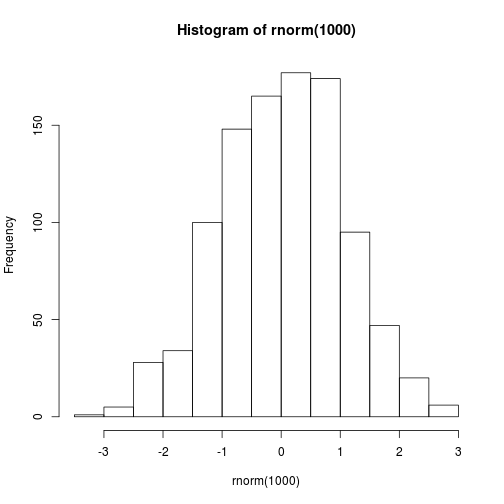 Histogram of rnorm(1000)
Frequency
150
100
50
0
-3 -2 -1 0 1 2 3
rnorm(1000)